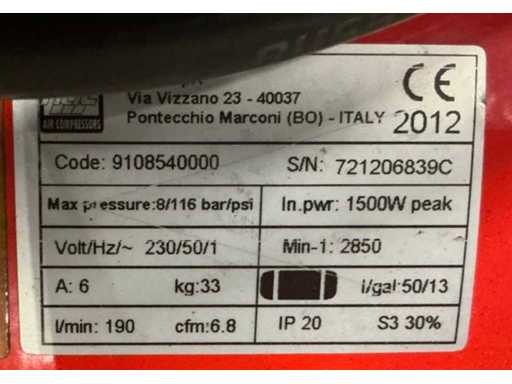 Via Vizzano 23 - 40037
Pontecchio Marconi (BO) - ITALY
AIR COMPRESSORS
CE
2012
Code: 9108540000 S/N: 721206839C
Max pressure:8/116 bar/psi In.pwr: 1500W peak
Volt/Hz/~ 230/50/1 Min-1: 2850
A: 6 kg:33 l/gal:50/13
l/min: 190 cfm:6.8 IP 20 S3 30%